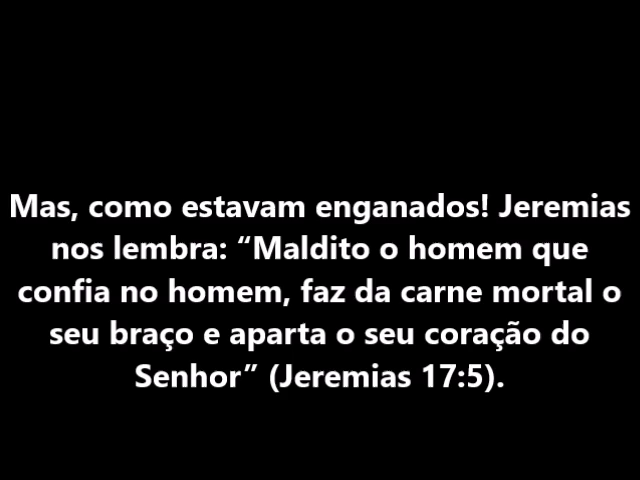 Mas, como estavam enganados! Jeremias
nos lembra: “Maldito o homem que
confia no homem, faz da carne mortal o
seu braço e aparta o seu coração do
Senhor” (Jeremias 17:5).